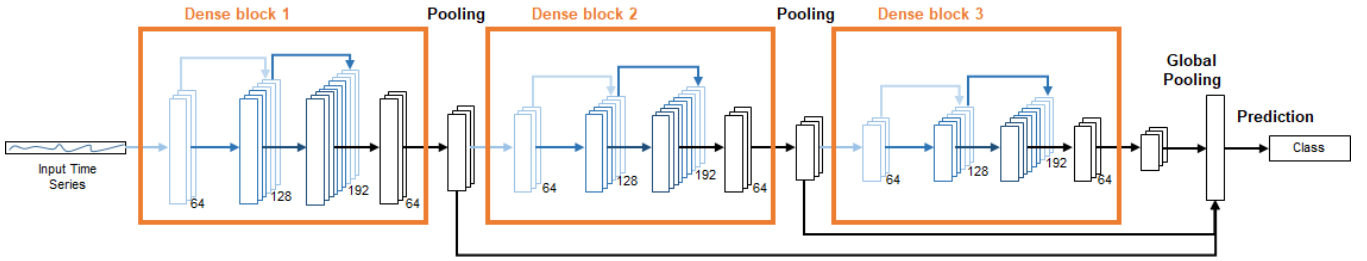 Dense block 1
Pooling
Dense block 2
Pooling
Dense block 3
Global
Pooling
Prediction
Input Time
Series
64
128
192
64
64
128
192
64
64
128
192
64
Class